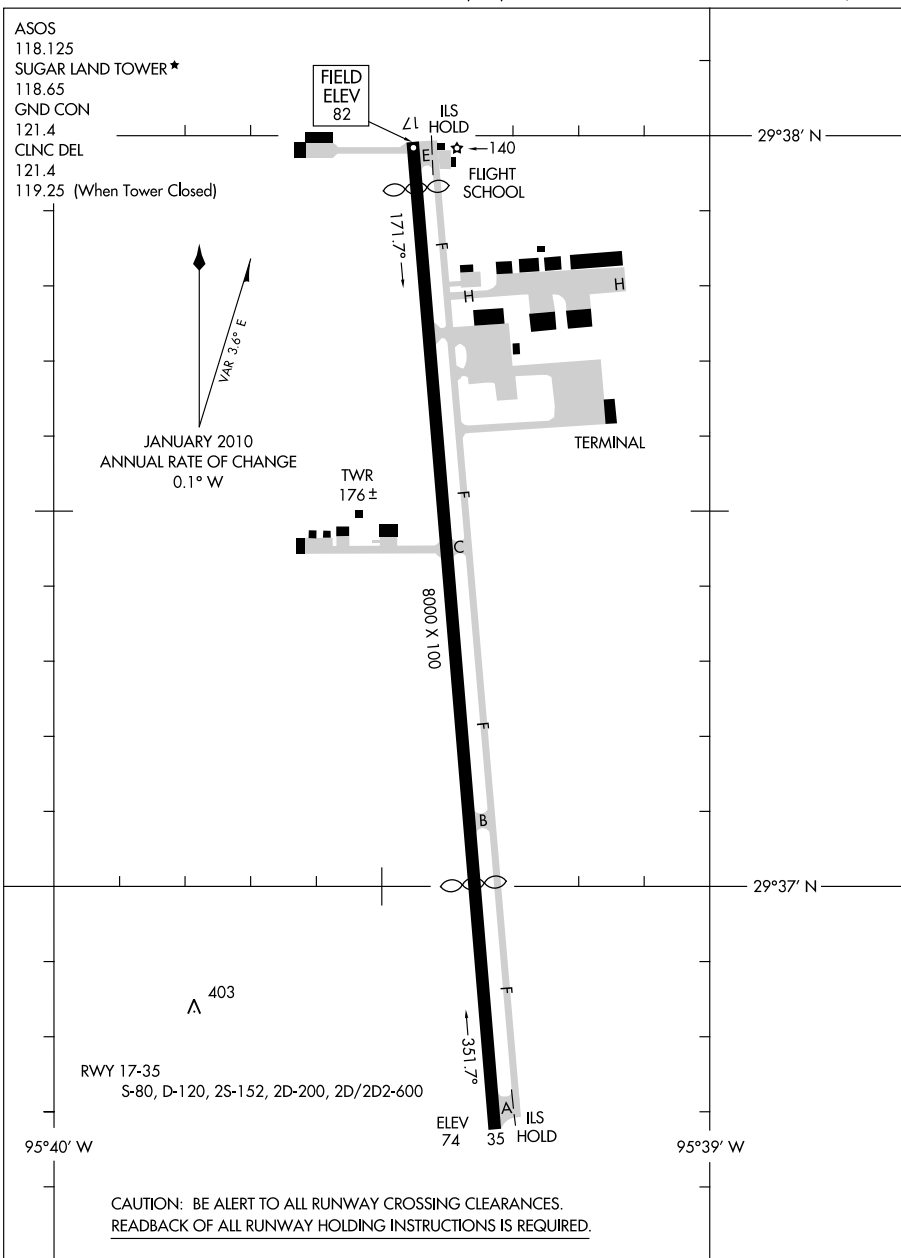 ASOS
118.125
SUGAR LAND TOWER★
118.65
GND CON
121.4
CLNC DEL
121.4
119.25 (When Tower Closed)
FIELD
ELEV
82
17
ILS
HOLD
140
E
FLIGHT
SCHOOL
29°38' N
171.7°
F
H
H
VAR 3.6° E
JANUARY 2010
ANNUAL RATE OF CHANGE
0.1° W
TERMINAL
TWR
176 ±
F
C
8000 X 100
F
B
29°37' N
F
403
351.7°
RWY 17-35
S-80, D-120, 2S-152, 2D-200, 2D/2D2-600
A
ELEV
74
35
ILS
HOLD
95°40' W
95°39' W
CAUTION: BE ALERT TO ALL RUNWAY CROSSING CLEARANCES.
READBACK OF ALL RUNWAY HOLDING INSTRUCTIONS IS REQUIRED.